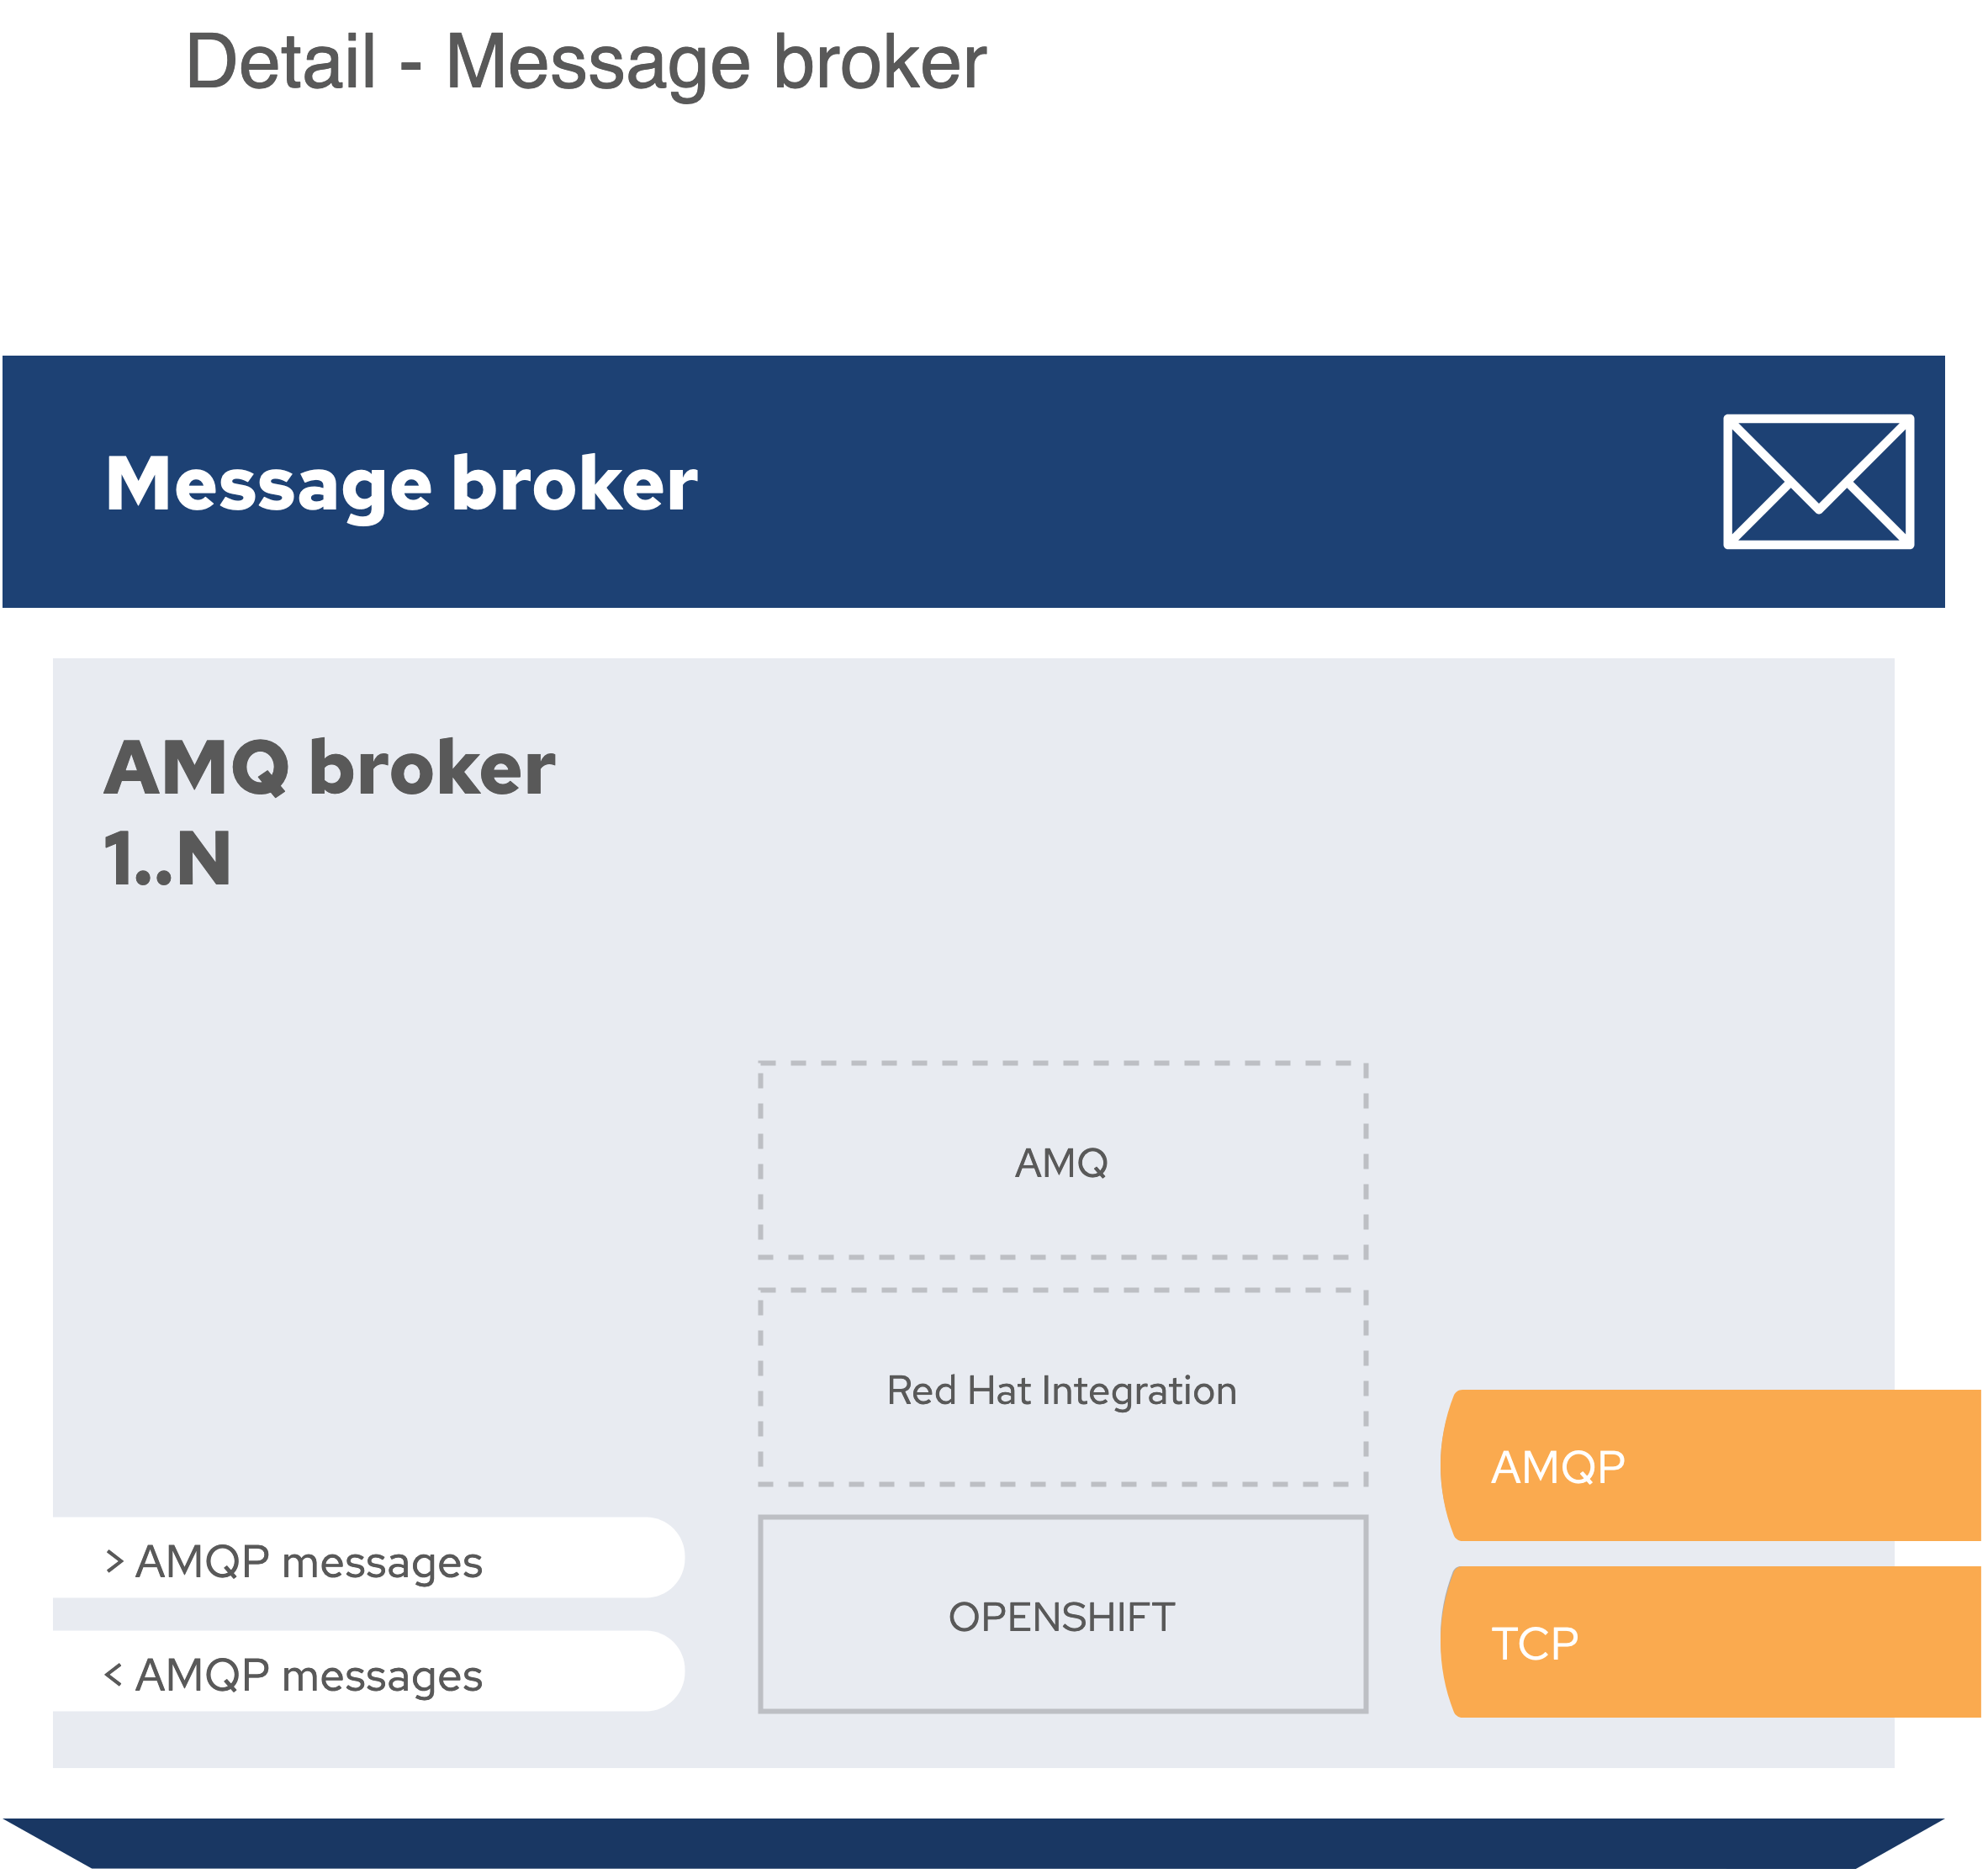 Detail - Message broker
Message broker
AMQ broker
1..N
AMQ
Red Hat Integration
OPENSHIFT
> AMQP messages
< AMQP messages
AMQP
TCP